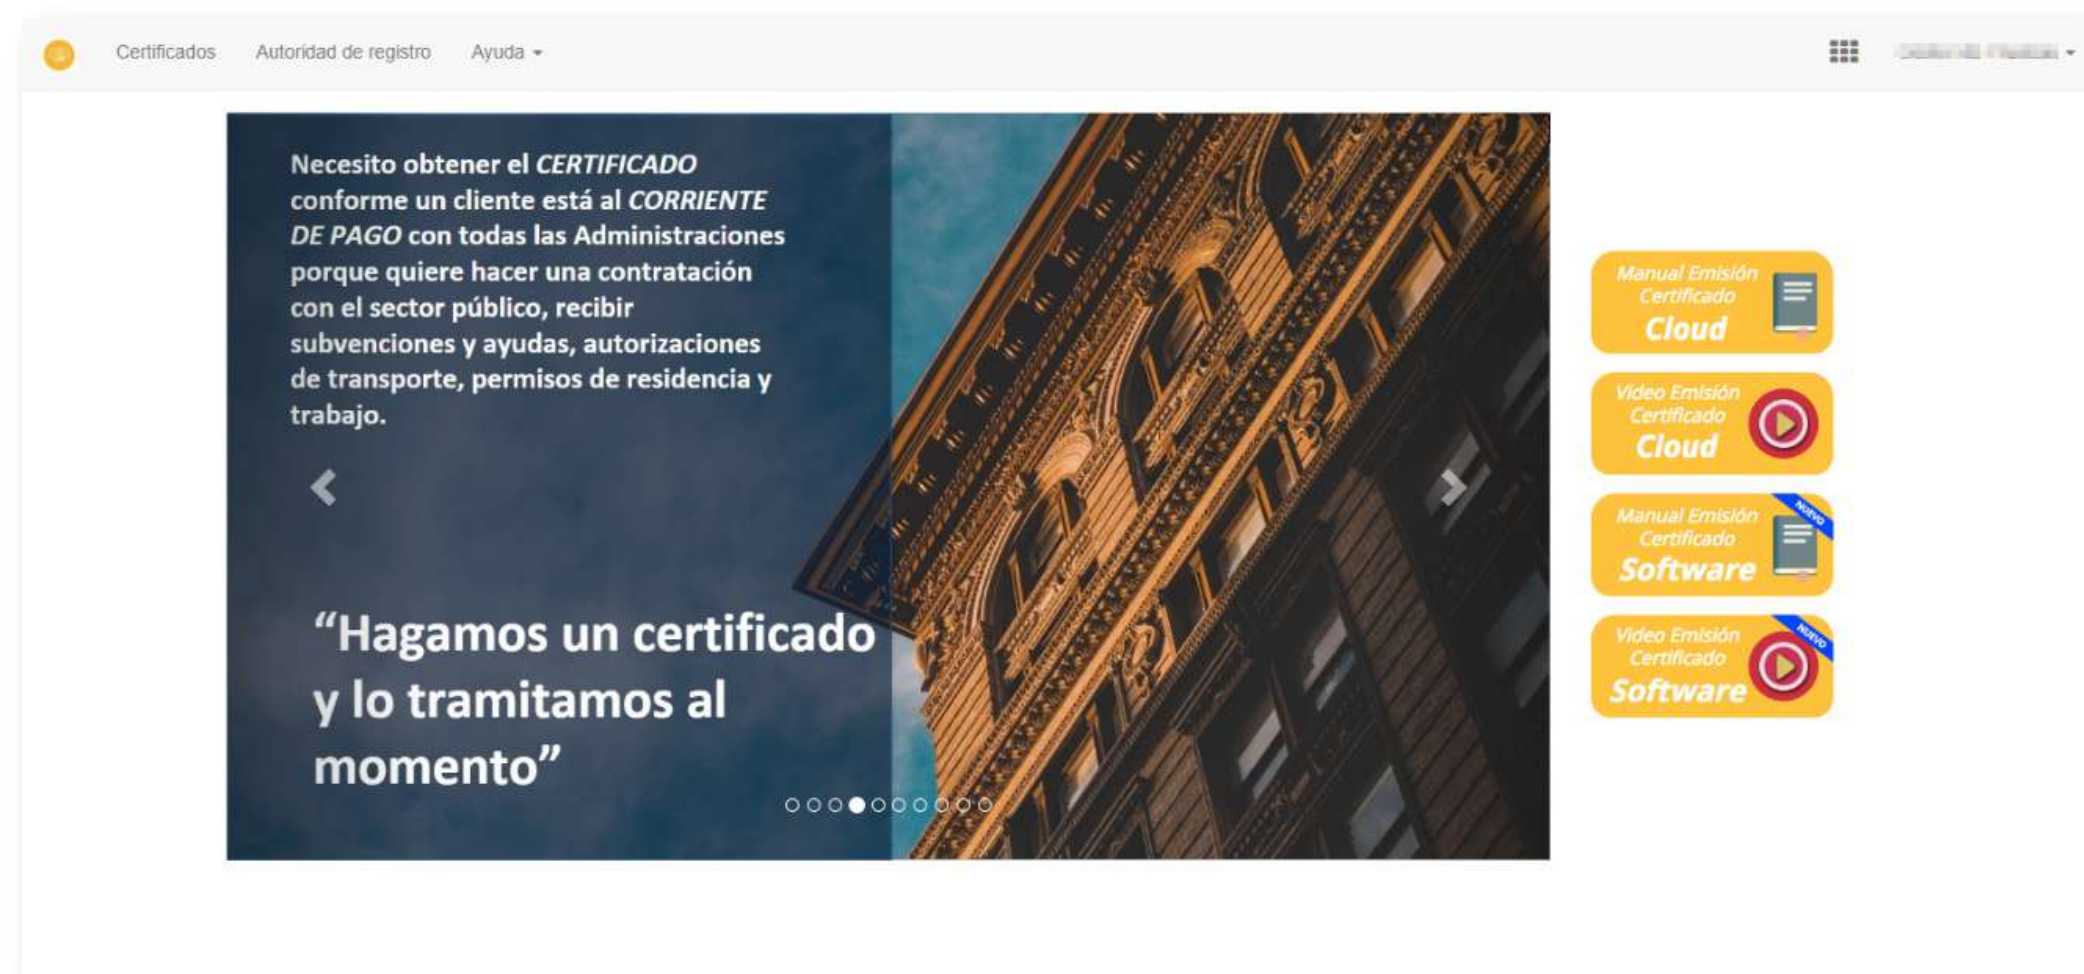 Certificados
Autoridad de registro
Ayuda
Necesito obtener el CERTIFICADO
conforme un cliente está al CORRIENTE
DE PAGO con todas las Administraciones
porque quiere hacer una contratación
con el sector público, recibir
subvenciones y ayudas, autorizaciones
de transporte, permisos de residencia y
trabajo.
“Hagamos un certificado
y lo tramitamos al
momento”
Manual Emisión
Certificado
Cloud
Video Emisión
Certificado
Cloud
Manual Emisión
Certificado
Software
NUEVO
Video Emisión
Certificado
Software
NUEVO